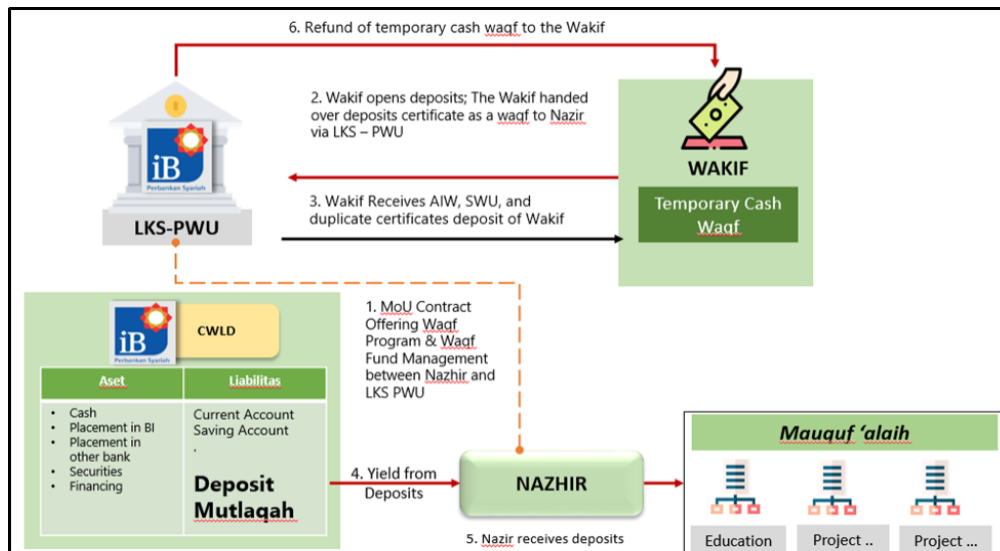 6. Refund of temporary cash waqf to the Wakif
2. Wakif opens deposits; The Wakif handed
over deposits certificate as a waqf to Nazir
via LKS – PWU
iB
Perbankan Syariah
LKS-PWU
WAKIF
Temporary Cash
Waqf
3. Wakif Receives AIW, SWU, and
duplicate certificates deposit of Wakif
1. MoU Contract
Offering Waqf
Program & Waqf
Fund Management
between Nazhir and
LKS PWU
iB
Perbankan Syariah
CWLD
Aset
Liabilitas
• Cash
• Placement in BI
• Placement in
other bank
• Securities
• Financing
Current Account
Saving Account
.
Deposit
Mutlaqah
4. Yield from
Deposits
NAZHIR
5. Nazir receives deposits
Mauquf ‘alaih
Education
Project ..
Project ...